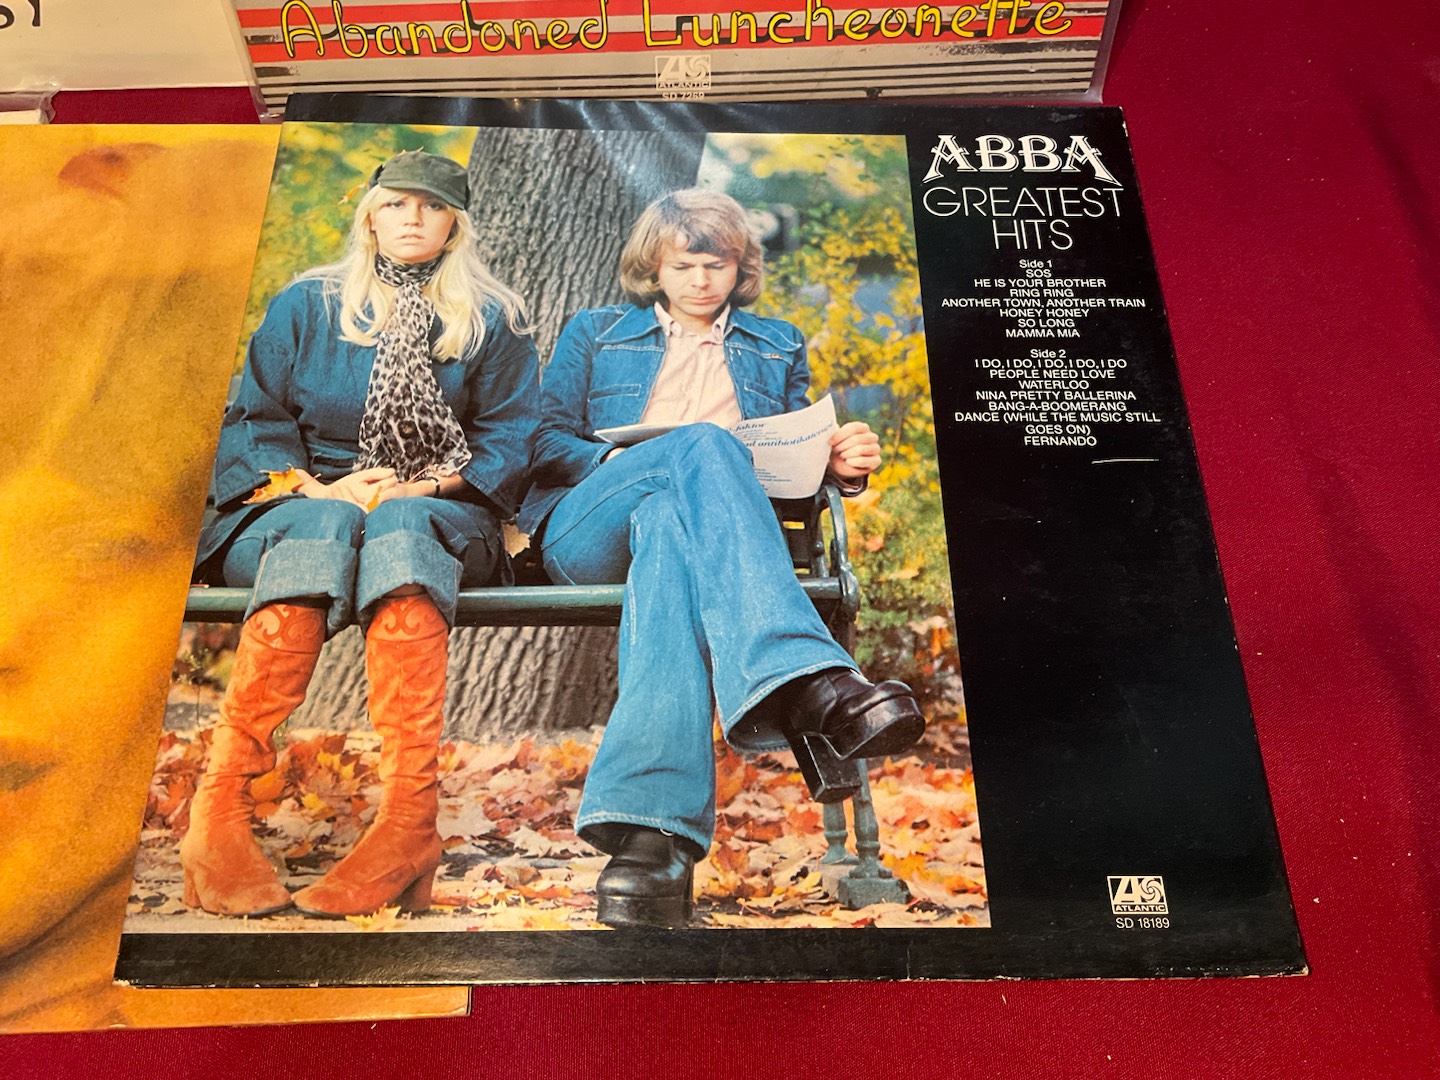 Abandoned Luncheonette
ATLANTIC
SD 7269
ABBA
GREATEST
HITS
Side 1
SOS
HE IS YOUR BROTHER
RING RING
ANOTHER TOWN, ANOTHER TRAIN
HONEY HONEY
SO LONG
MAMMA MIA
Side 2
I DO, I DO, I DO, I DO, I DO
PEOPLE NEED LOVE
WATERLOO
NINA PRETTY BALLERINA
BANG-A-BOOMERANG
DANCE (WHILE THE MUSIC STILL
GOES ON)
FERNANDO
ATLANTIC
SD 18189